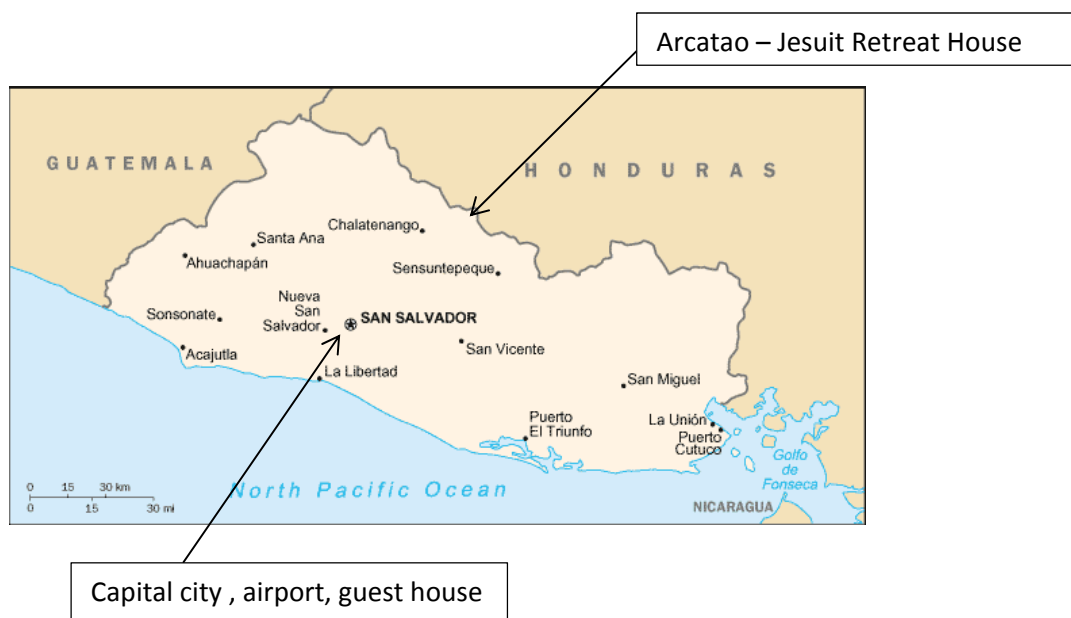 Arcatao – Jesuit Retreat House
GUATEMALA
HONDURAS
Chalatenango
Santa Ana
Ahuachapán
Sensuntepeque
Nueva
San
Salvador
SAN SALVADOR
Sonsonate
San Vicente
Acajutla
La Libertad
San Miguel
Puerto
El Triunfo
La Unión
Puerto
Cutuco
Golfo
de
Fonseca
0 15 30 km
0 15 30 mi
North Pacific Ocean
NICARAGUA
Capital city , airport, guest house